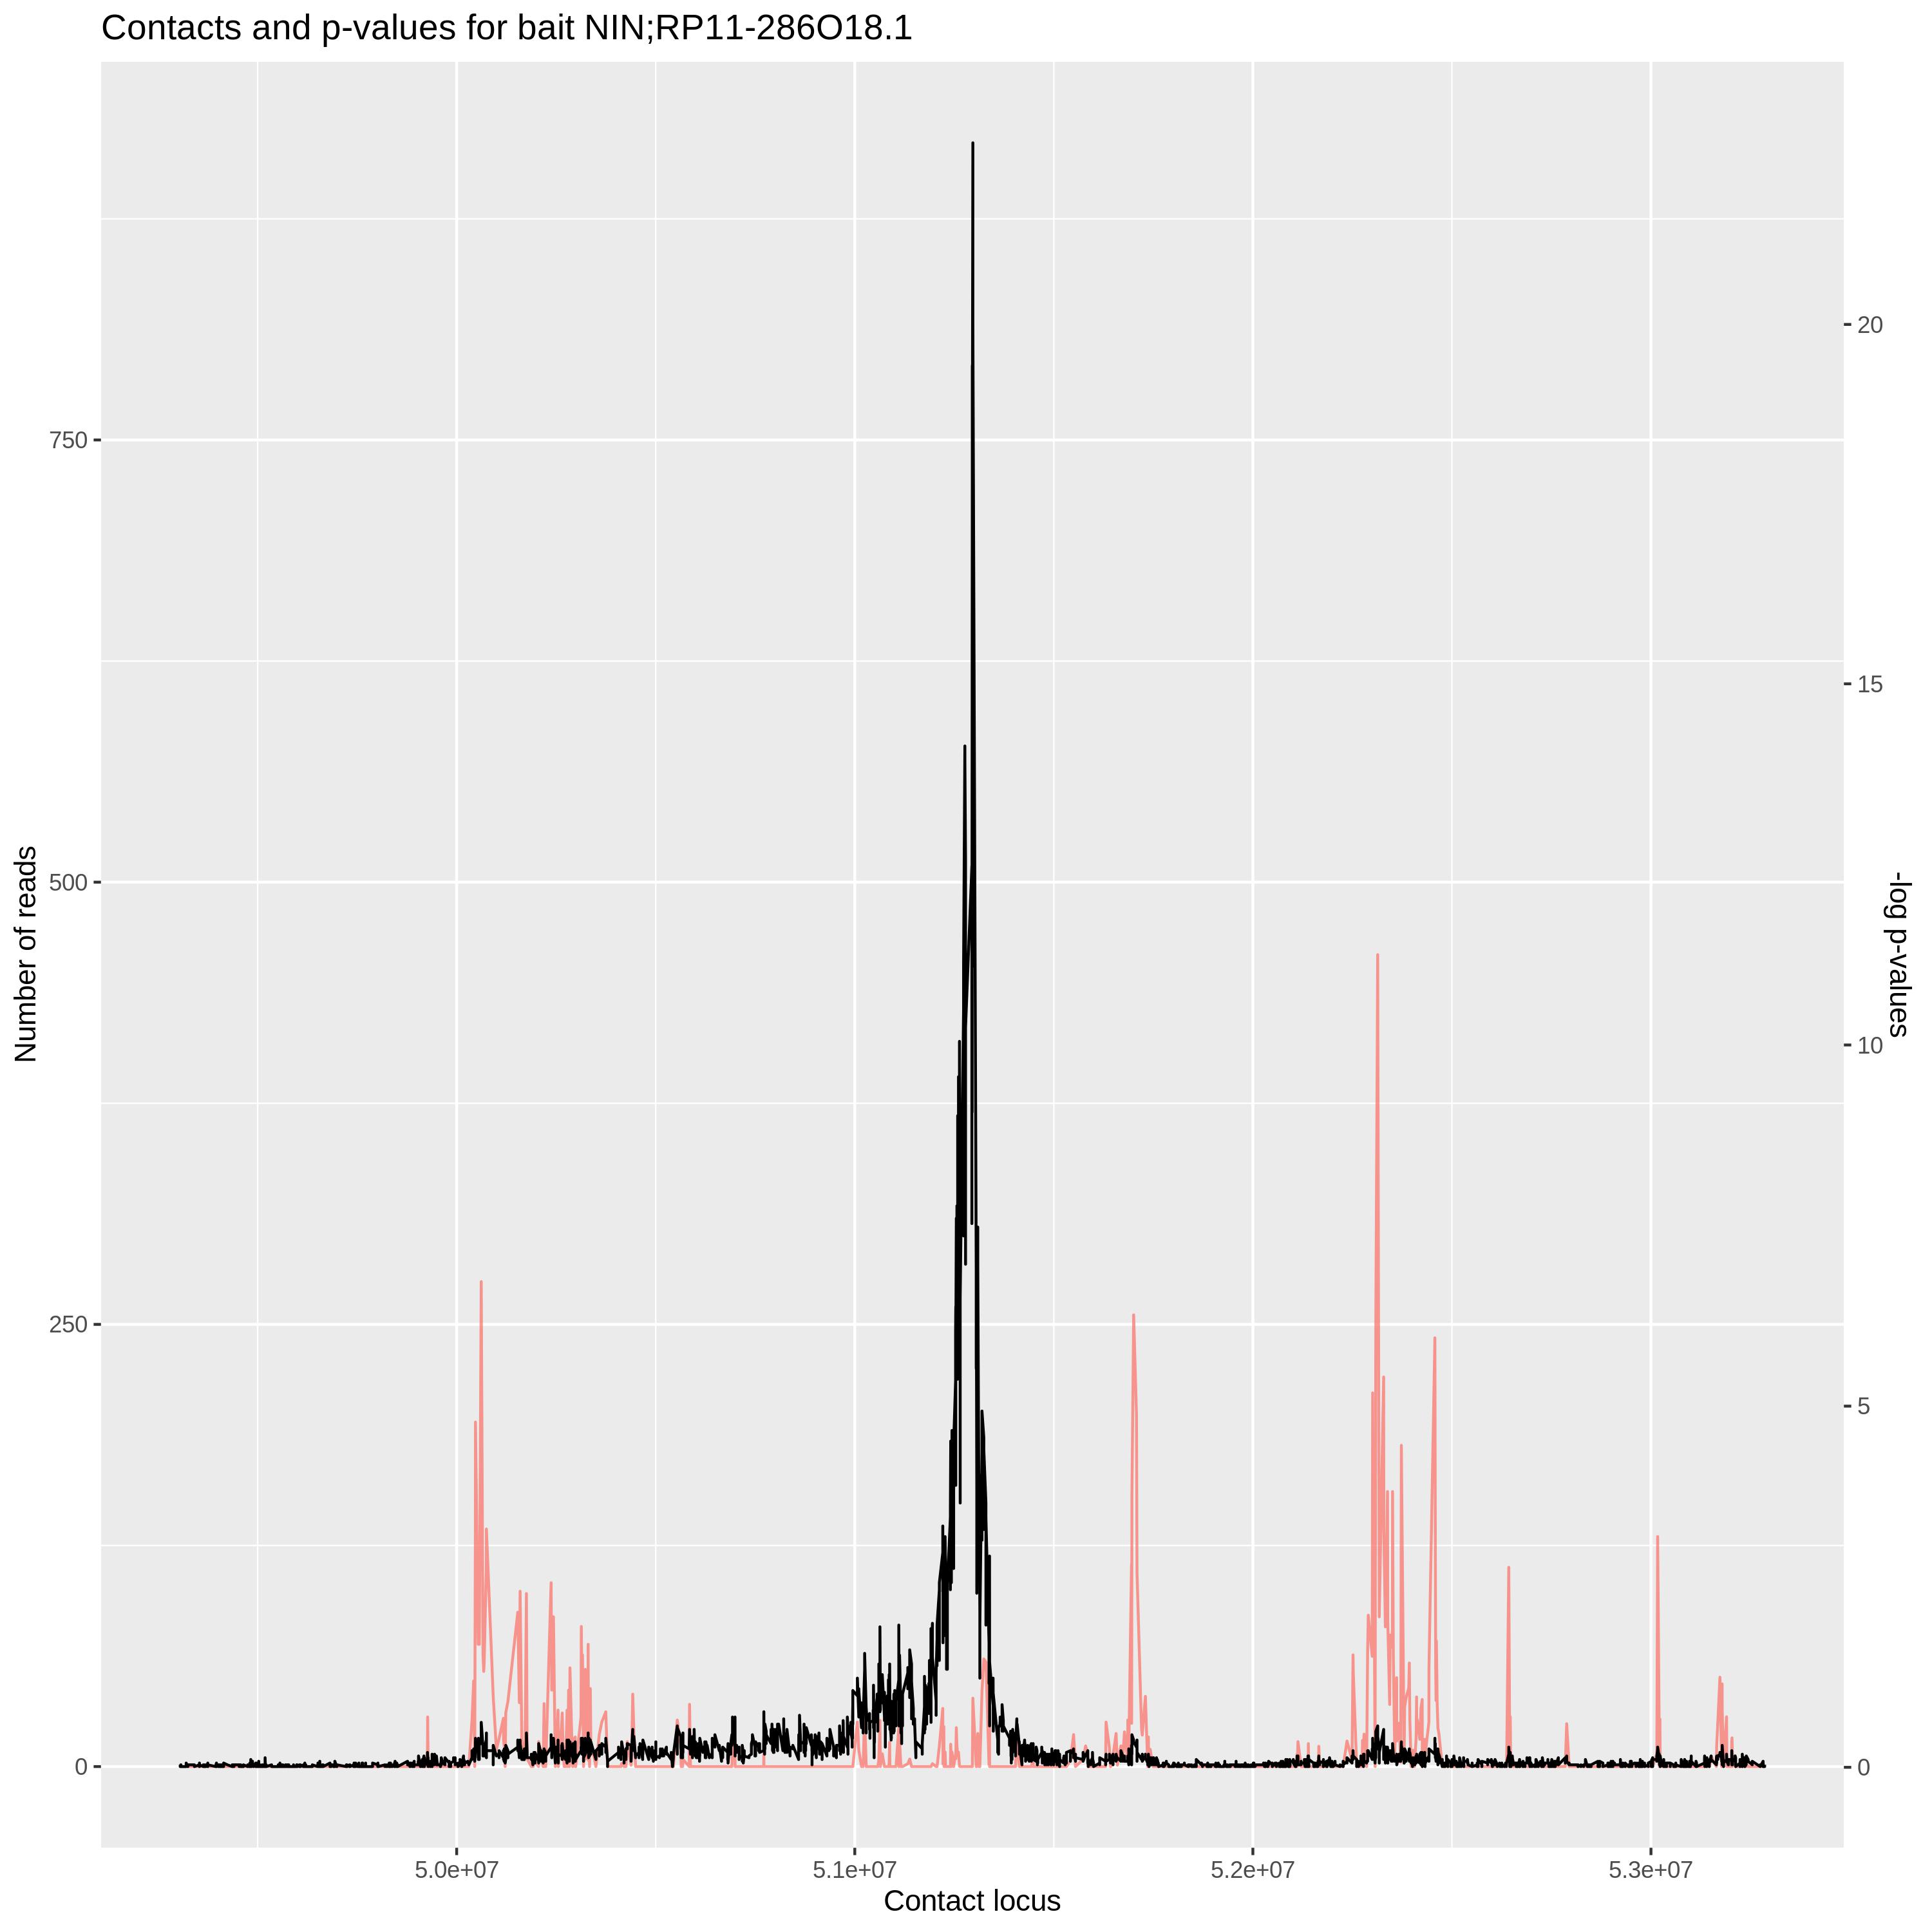 Contacts and p-values for bait NIN;RP11-286O18.1
Number of reads
750
500
250
0
20
15
10
5
0
-log p-values
5.0e+07 5.1e+07 5.2e+07 5.3e+07
Contact locus